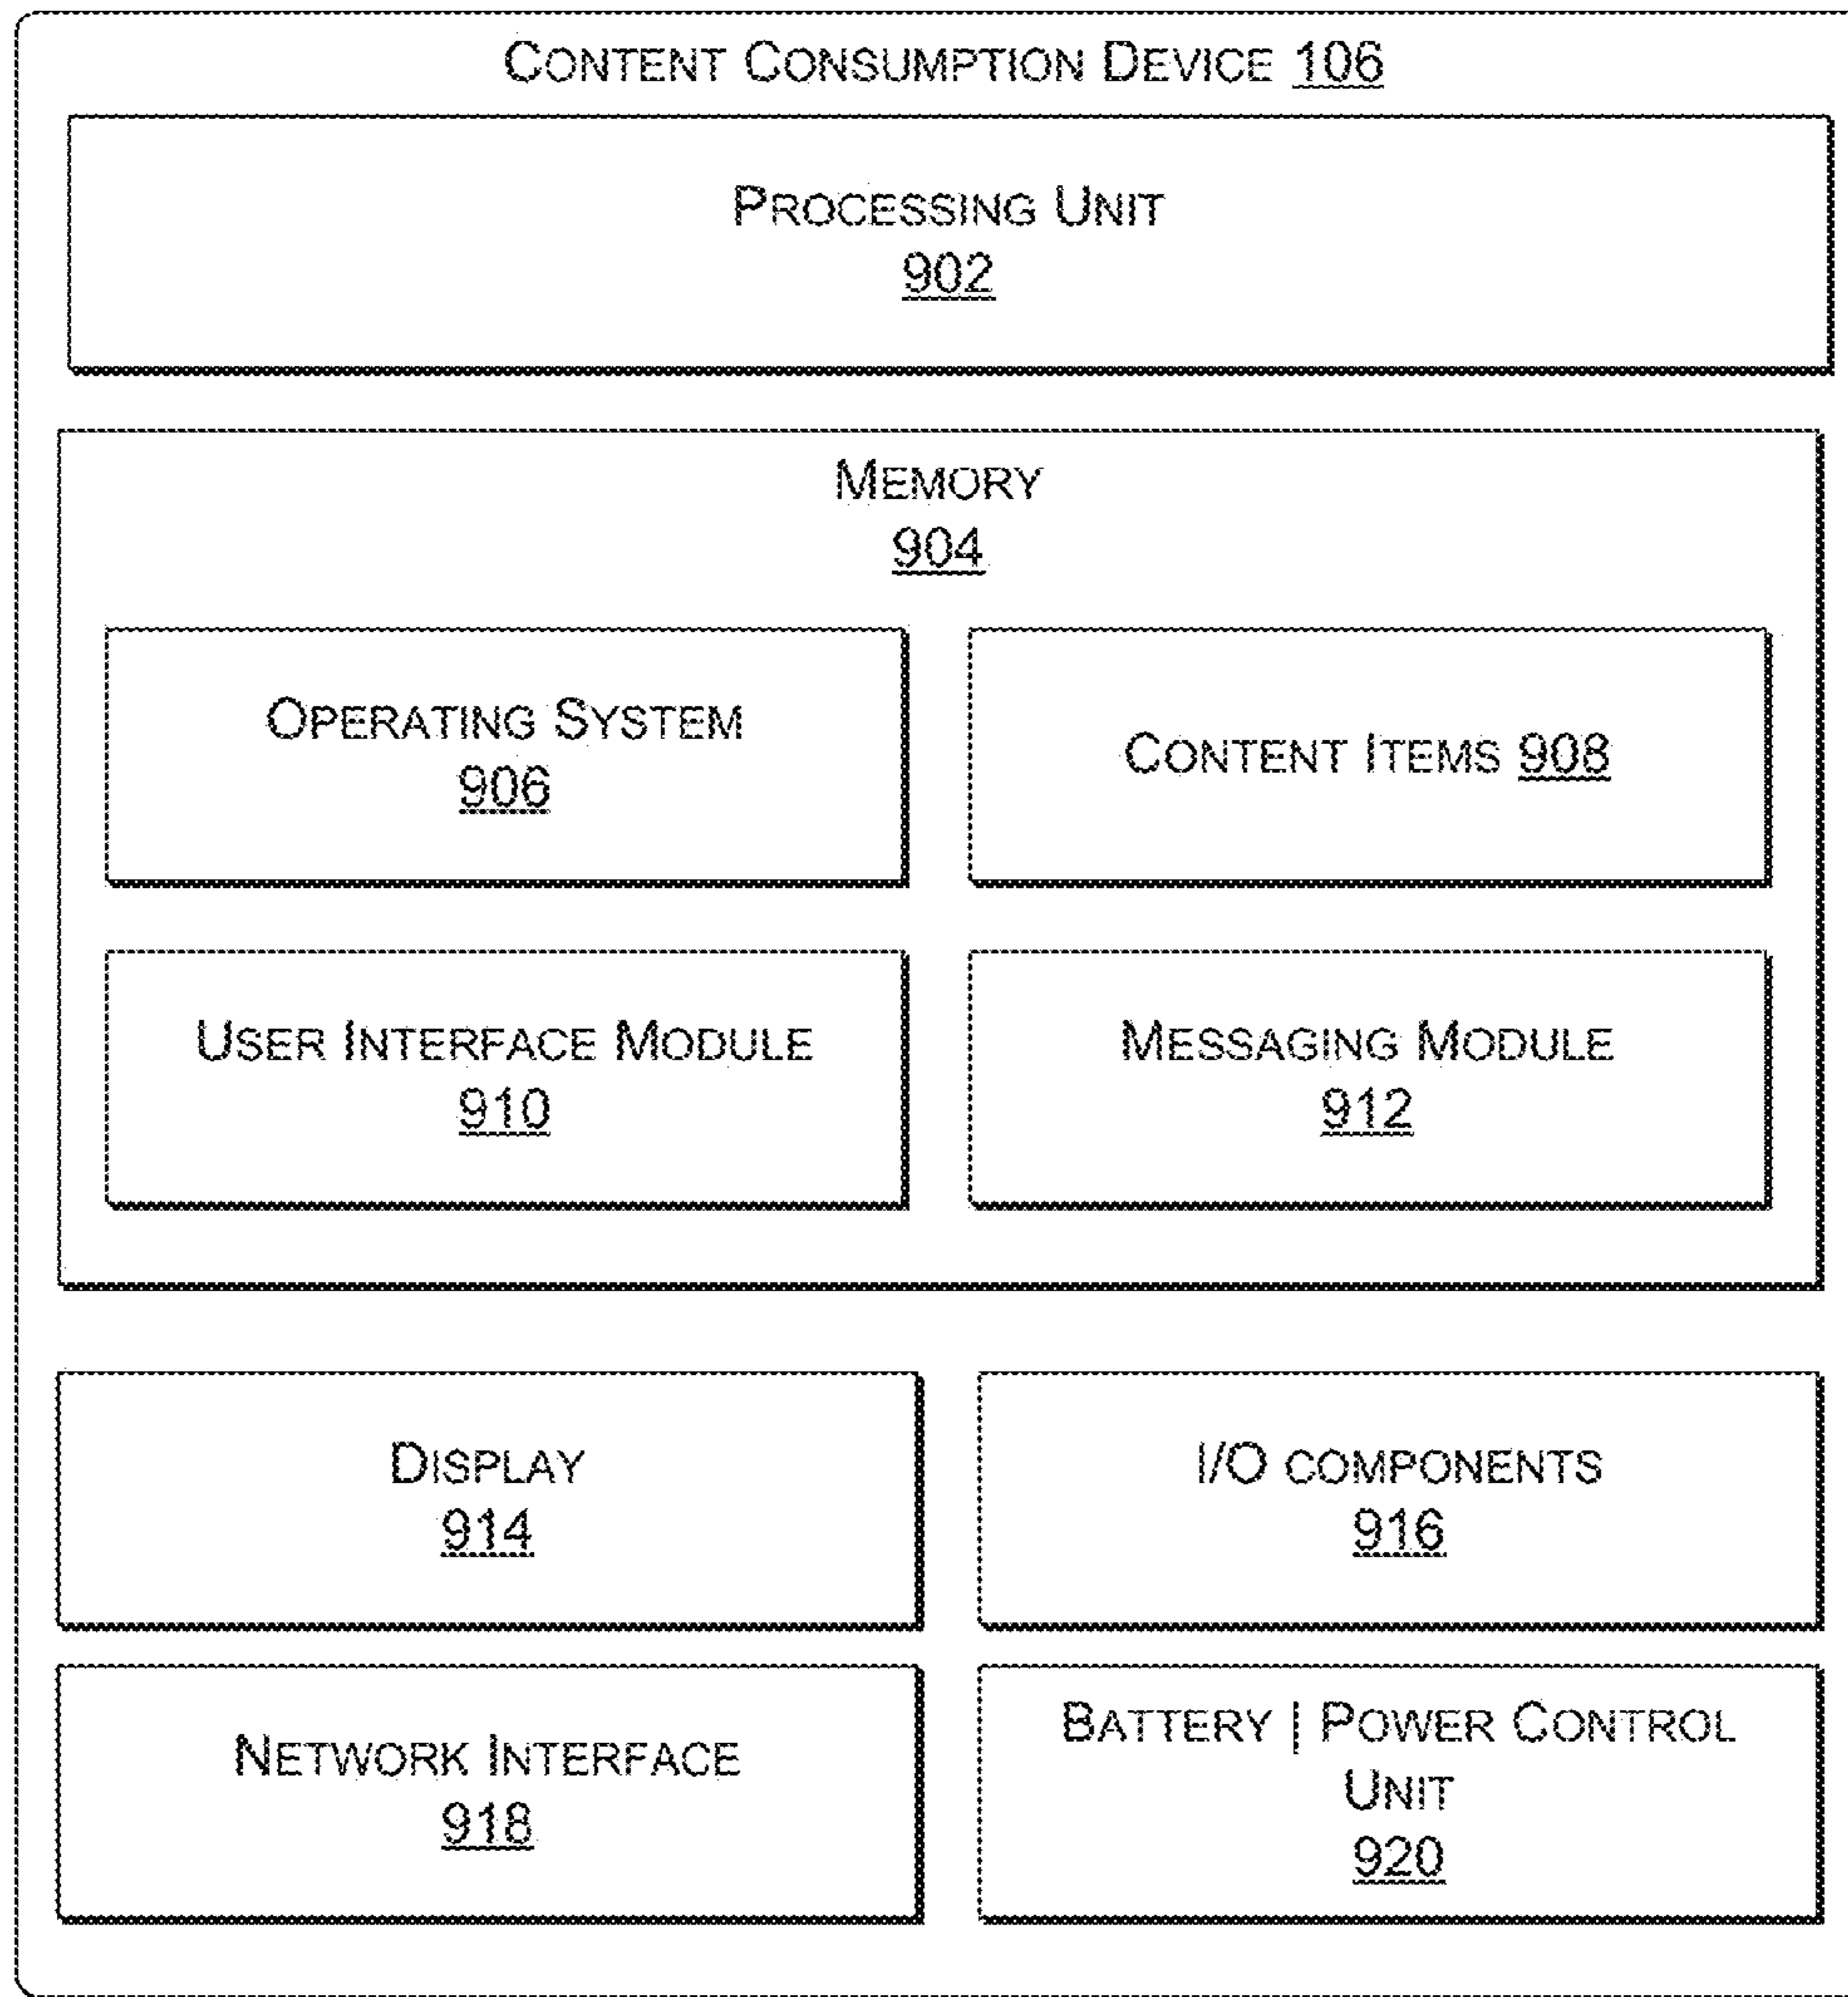 CONTENT CONSUMPTION DEVICE 106
PROCESSING UNIT
902
MEMORY
904
OPERATING SYSTEM
906
CONTENT ITEMS 908
USER INTERFACE MODULE
910
MESSAGING MODULE
912
DISPLAY
914
I/O COMPONENTS
916
NETWORK INTERFACE
918
BATTERY | POWER CONTROL
UNIT
920